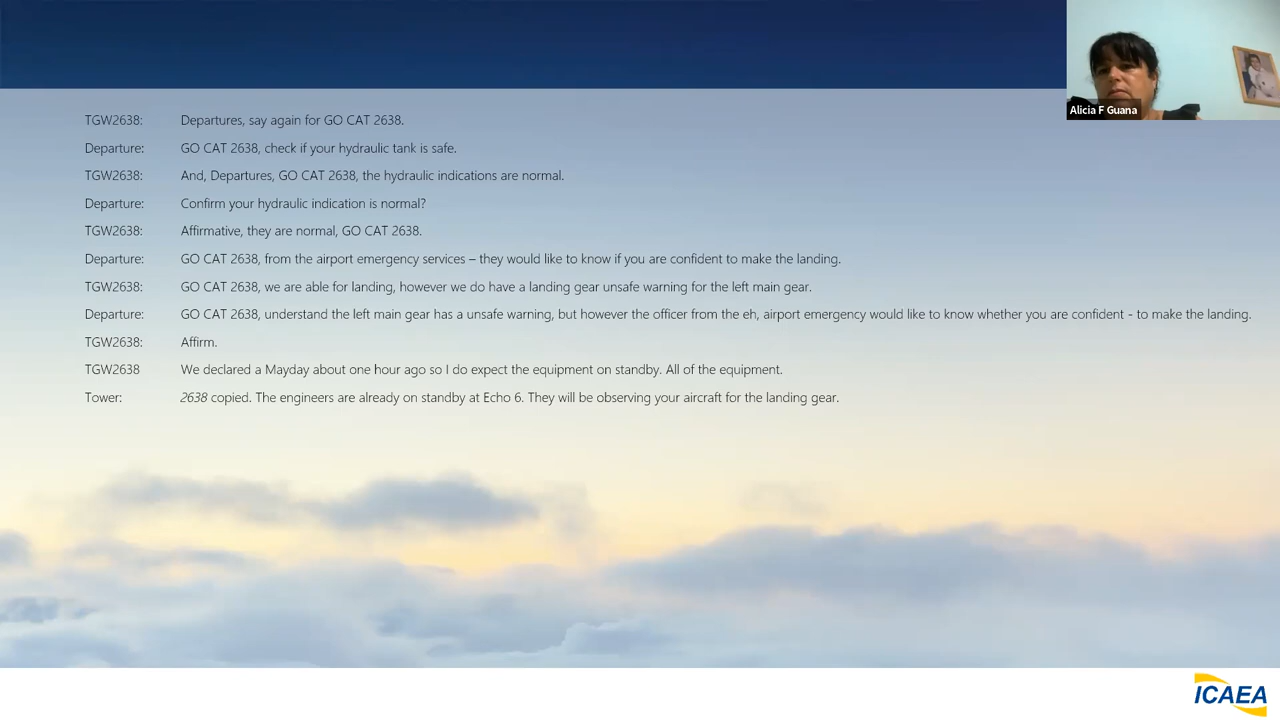 Alicia F Guana
TGW2638: Departures, say again for GO CAT 2638.
Departure: GO CAT 2638, check if your hydraulic tank is safe.
TGW2638: And, Departures, GO CAT 2638, the hydraulic indications are normal.
Departure: Confirm your hydraulic indication is normal?
TGW2638: Affirmative, they are normal, GO CAT 2638.
Departure: GO CAT 2638, from the airport emergency services – they would like to know if you are confident to make the landing.
TGW2638: GO CAT 2638, we are able for landing, however we do have a landing gear unsafe warning for the left main gear.
Departure: GO CAT 2638, understand the left main gear has a unsafe warning, but however the officer from the eh, airport emergency would like to know whether you are confident - to make the landing.
TGW2638: Affirm.
TGW2638 We declared a Mayday about one hour ago so I do expect the equipment on standby. All of the equipment.
Tower: 2638 copied. The engineers are already on standby at Echo 6. They will be observing your aircraft for the landing gear.
ICAEA